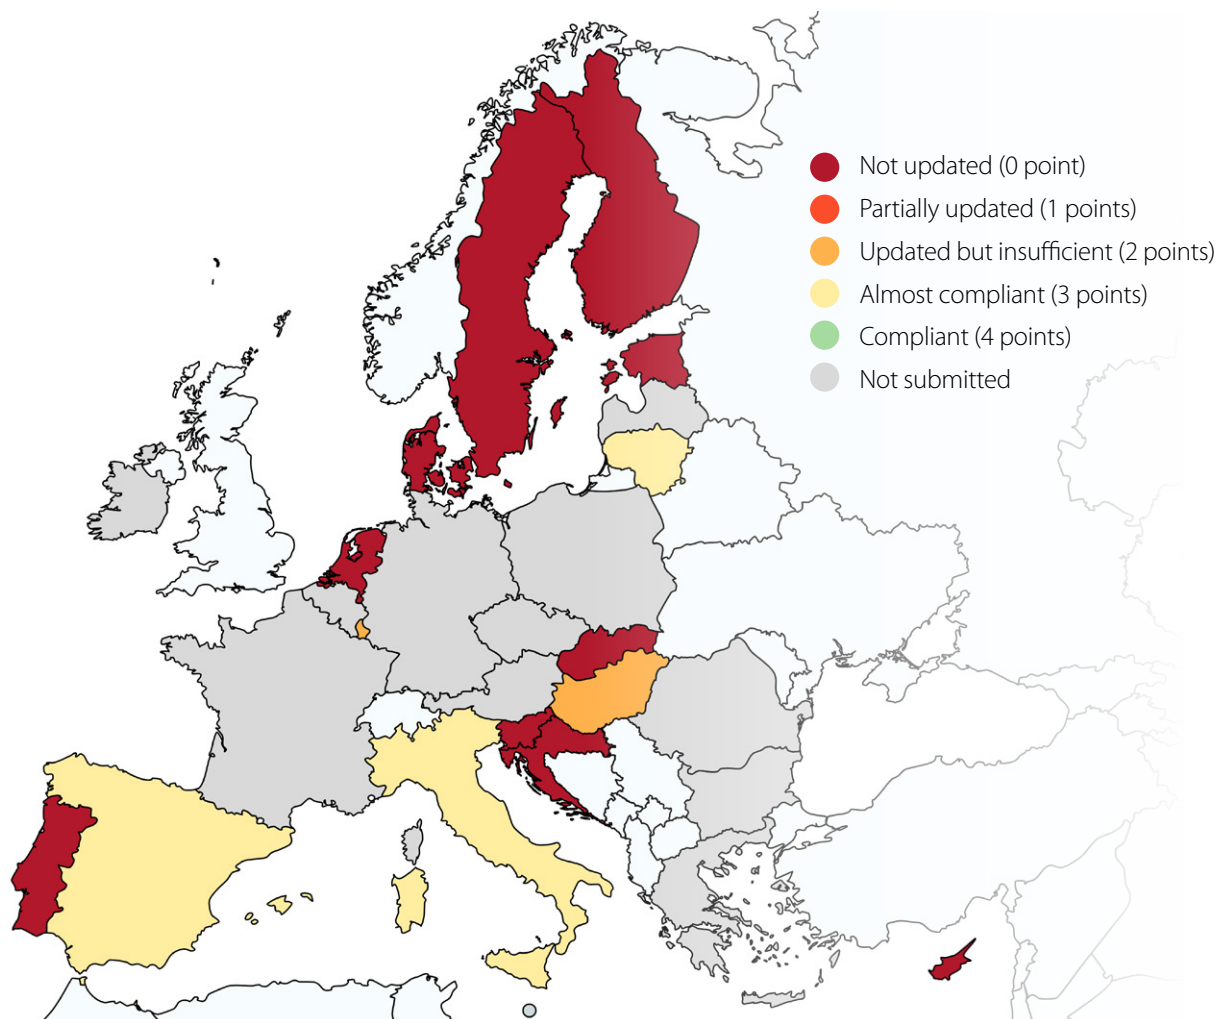 Not updated (0 point)
Partially updated (1 points)
Updated but insufficient (2 points)
Almost compliant (3 points)
Compliant (4 points)
Not submitted